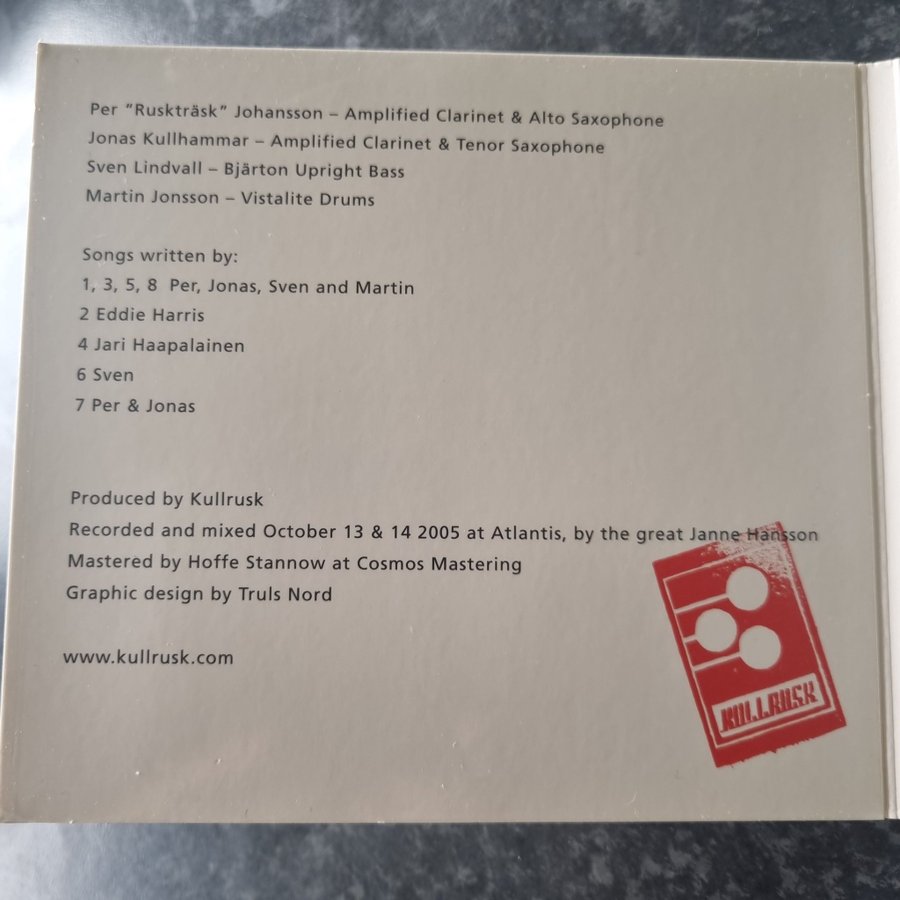 Per "Ruskträsk" Johansson – Amplified Clarinet & Alto Saxophone
Jonas Kullhammar – Amplified Clarinet & Tenor Saxophone
Sven Lindvall – Bjärton Upright Bass
Martin Jonsson – Vistalite Drums
Songs written by:
1, 3, 5, 8  Per, Jonas, Sven and Martin
2 Eddie Harris
4 Jari Haapalainen
6 Sven
7 Per & Jonas
Produced by Kullrusk
Recorded and mixed October 13 & 14 2005 at Atlantis, by the great Janne Hansson
Mastered by Hoffe Stannow at Cosmos Mastering
Graphic design by Truls Nord
www.kullrusk.com
KULLRUSK